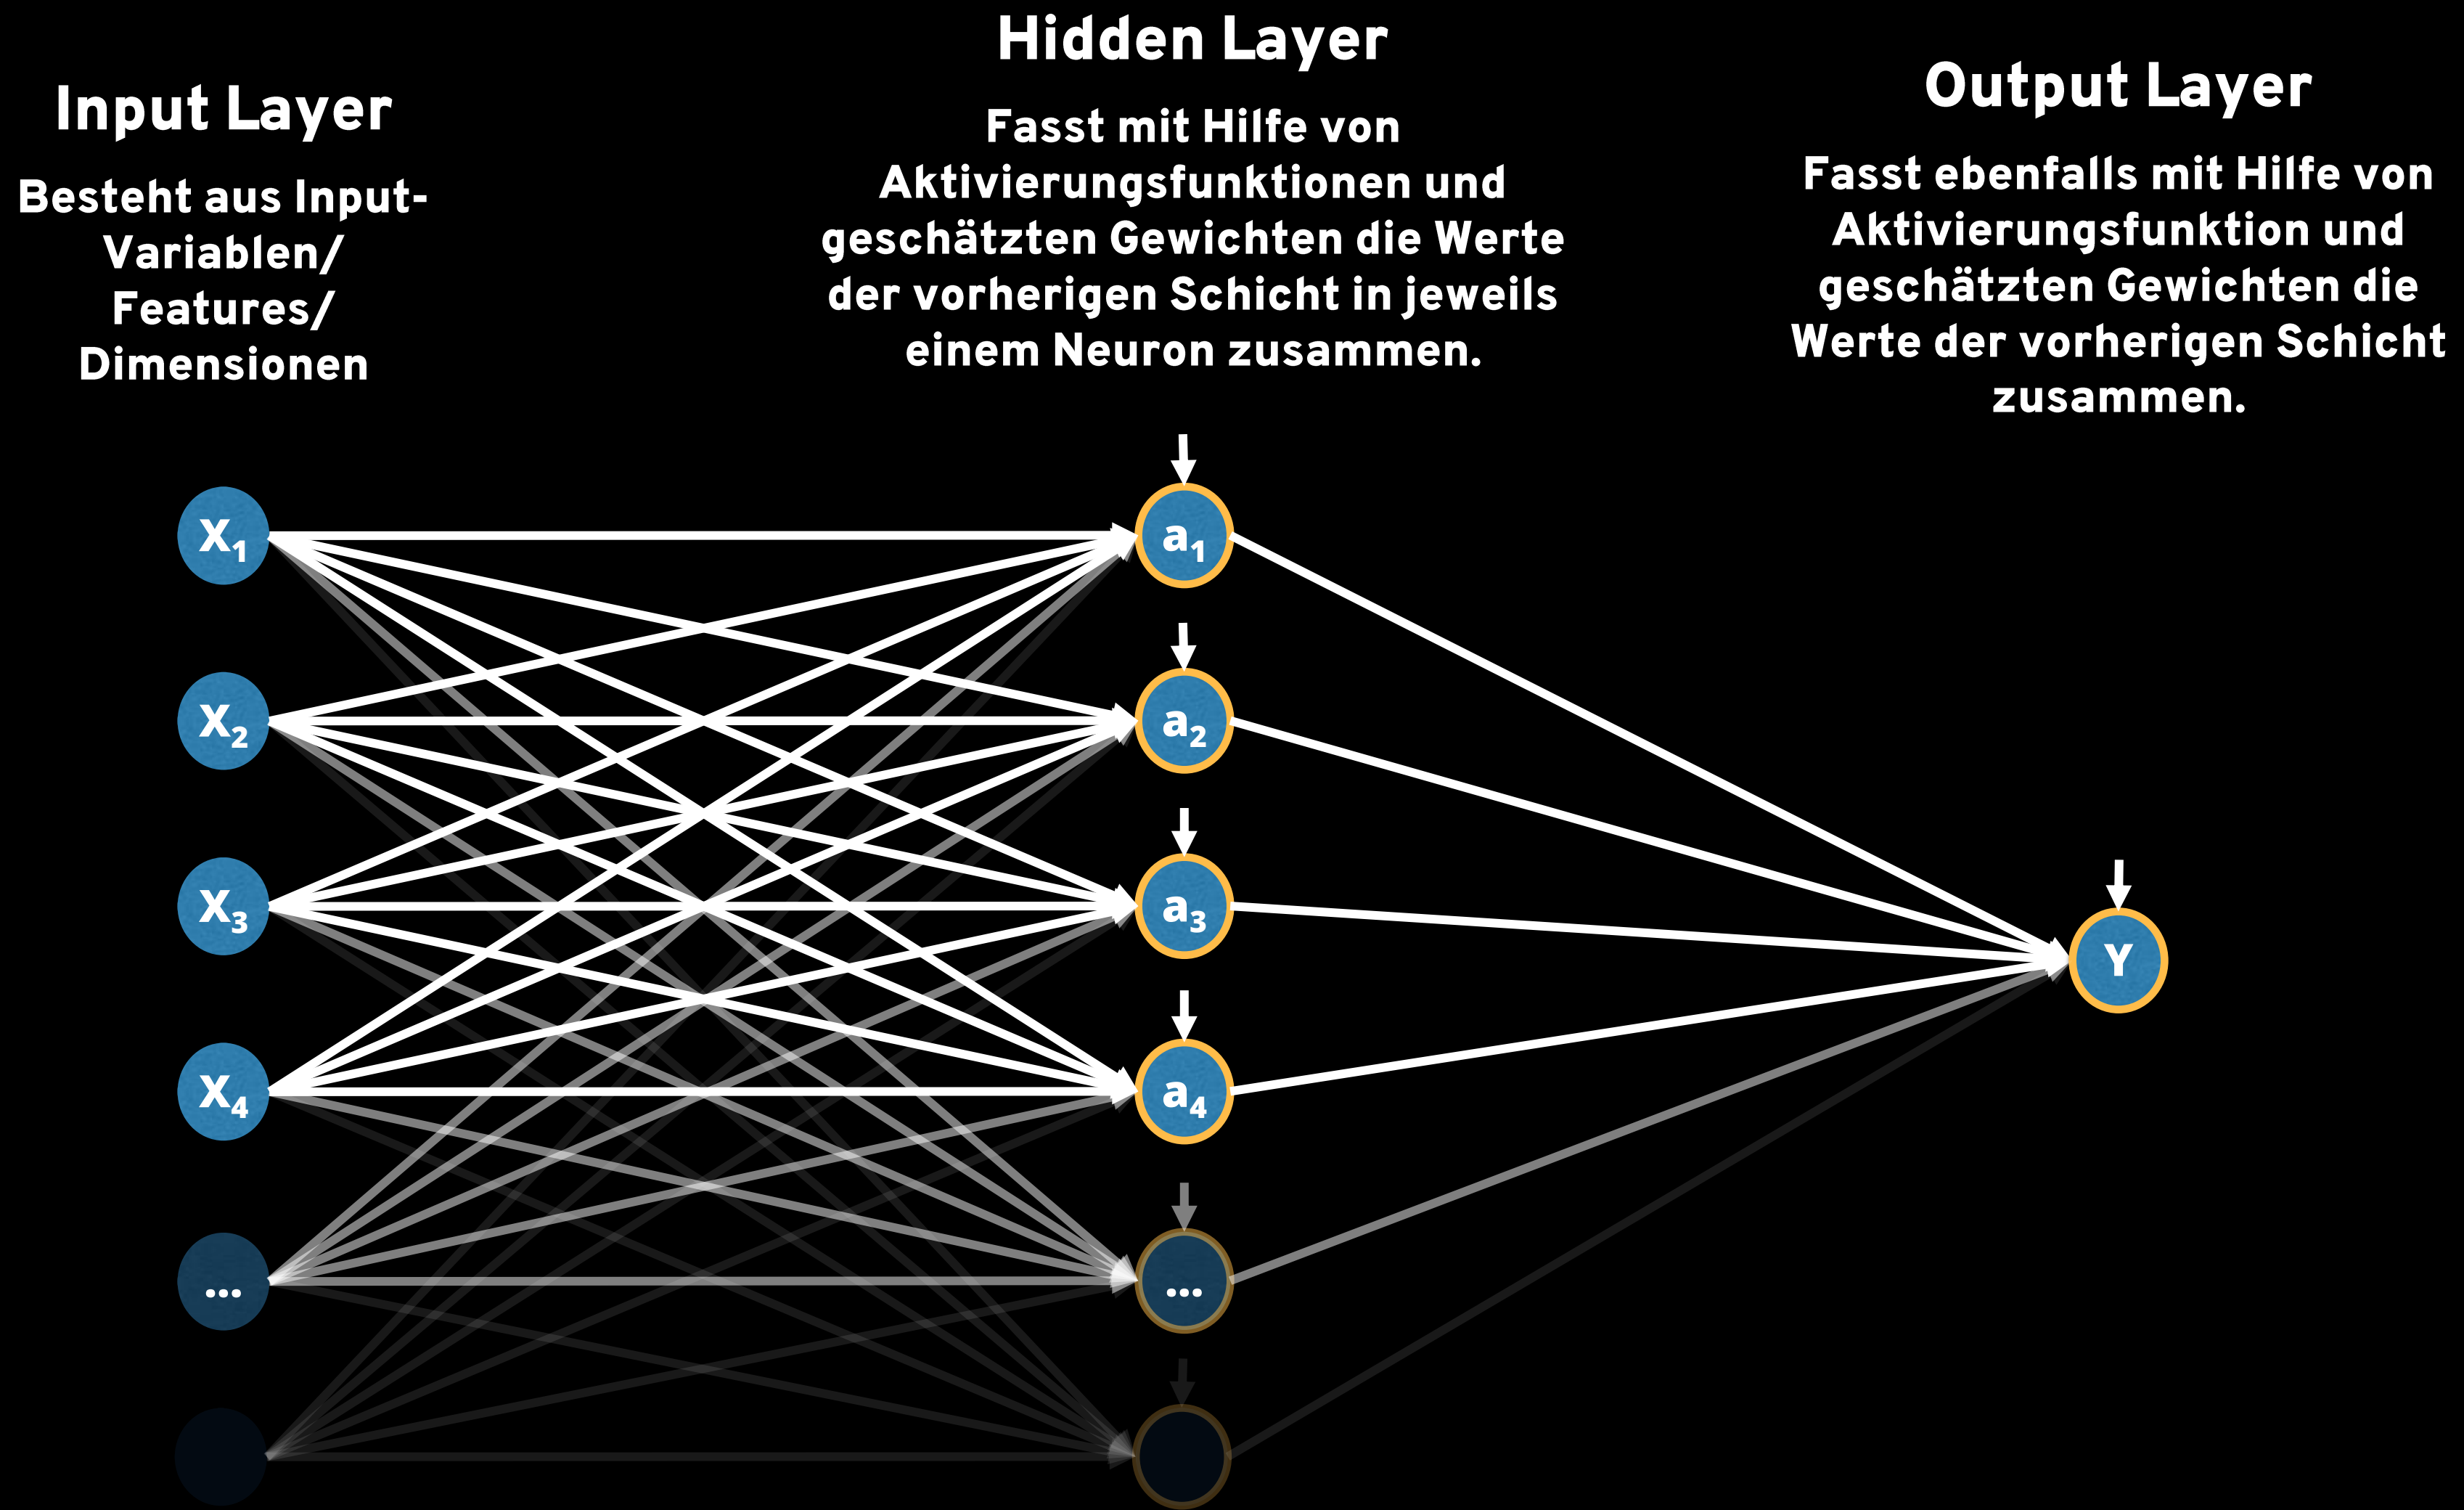 Input Layer
Besteht aus Input-
Variablen/
Features/
Dimensionen
Hidden Layer
Fasst mit Hilfe von
Aktivierungsfunktionen und
geschätzten Gewichten die Werte
der vorherigen Schicht in jeweils
einem Neuron zusammen.
Output Layer
Fasst ebenfalls mit Hilfe von
Aktivierungsfunktion und
geschätzten Gewichten die
Werte der vorherigen Schicht
zusammen.
X₁
X₂
X₃
X₄
...
a₁
a₂
a₃
a₄
...
Y